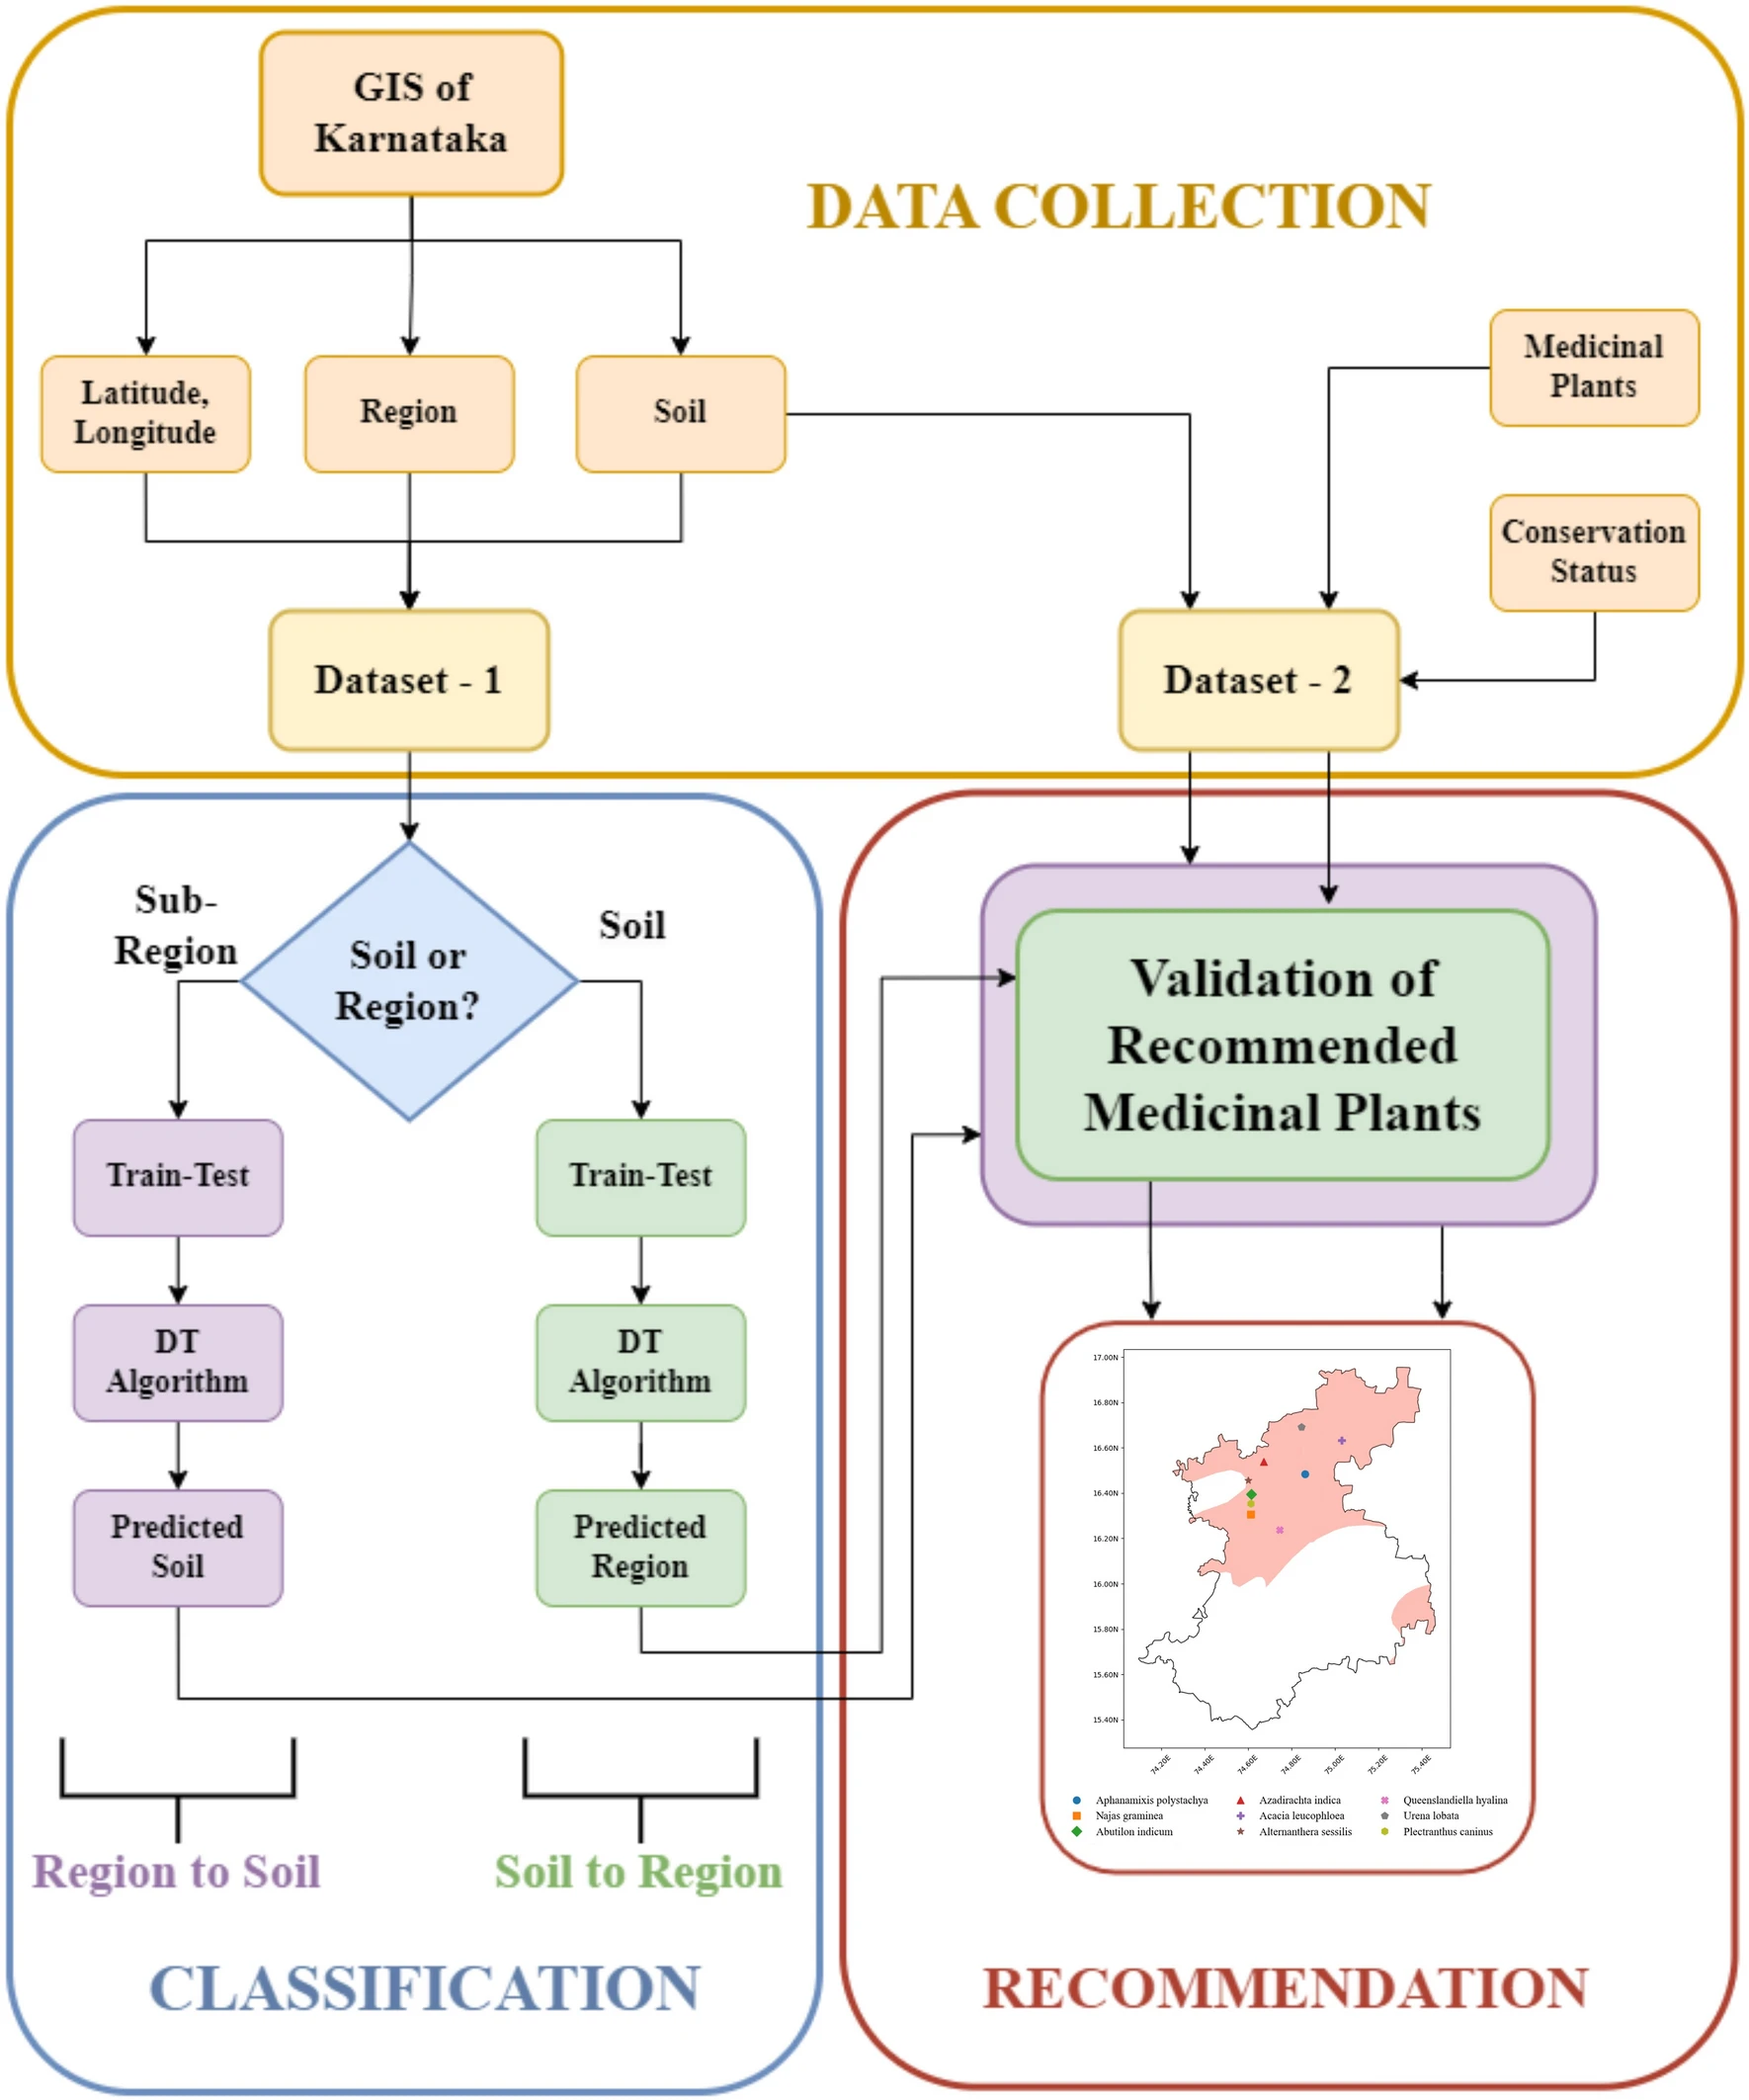 GIS of
Karnataka
DATA COLLECTION
Latitude,
Longitude
Region
Soil
Medicinal
Plants
Conservation
Status
Dataset - 1
Dataset - 2
Sub-
Region
Soil or
Region?
Soil
Train-Test
DT
Algorithm
Predicted
Soil
Train-Test
DT
Algorithm
Predicted
Region
Region to Soil
Soil to Region
CLASSIFICATION
Validation of
Recommended
Medicinal Plants
17.00N
16.80N
16.60N
16.40N
16.20N
16.00N
15.80N
15.60N
15.40N
74.20E
74.40E
74.60E
74.80E
75.00E
75.20E
75.40E
Aphanamixis polystachya
Najas graminea
Abutilon indicum
Azadirachta indica
Acacia leucophloea
Alternanthera sessilis
Queenslandiella hyalina
Urena lobata
Plectranthus caninus
RECOMMENDATION